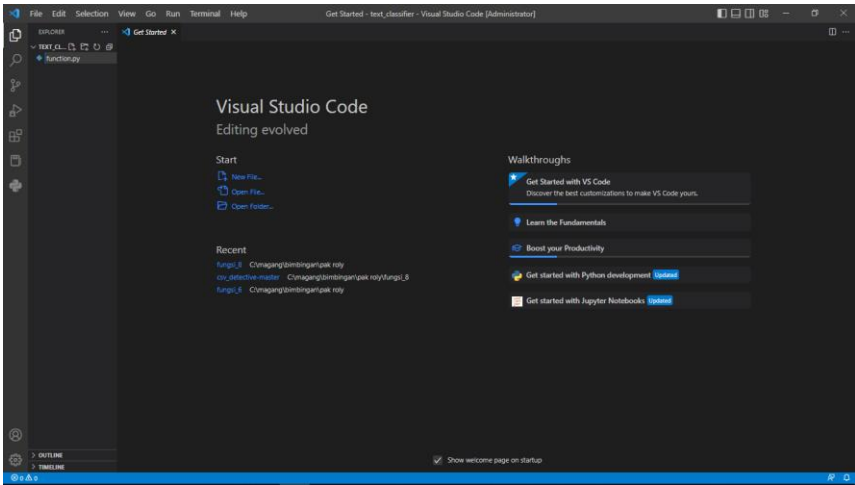 File Edit Selection View Go Run Terminal Help
Get Started - text_classifier - Visual Studio Code [Administrator]
EXPLORER
Get Started
TEXT_CL...
function.py
Visual Studio Code
Editing evolved
Start
New File...
Open File...
Open Folder...
Recent
fungsi_8 C:\magang\bimbingan\pak roly
csv_detective-master C:\magang\bimbingan\pak roly\fungsi_8
fungsi_6 C:\magang\bimbingan\pak roly
Walkthroughs
Get Started with VS Code
Discover the best customizations to make VS Code yours.
Learn the Fundamentals
Boost your Productivity
Get started with Python development Updated
Get started with Jupyter Notebooks Updated
Show welcome page on startup
OUTLINE
TIMELINE
0 0